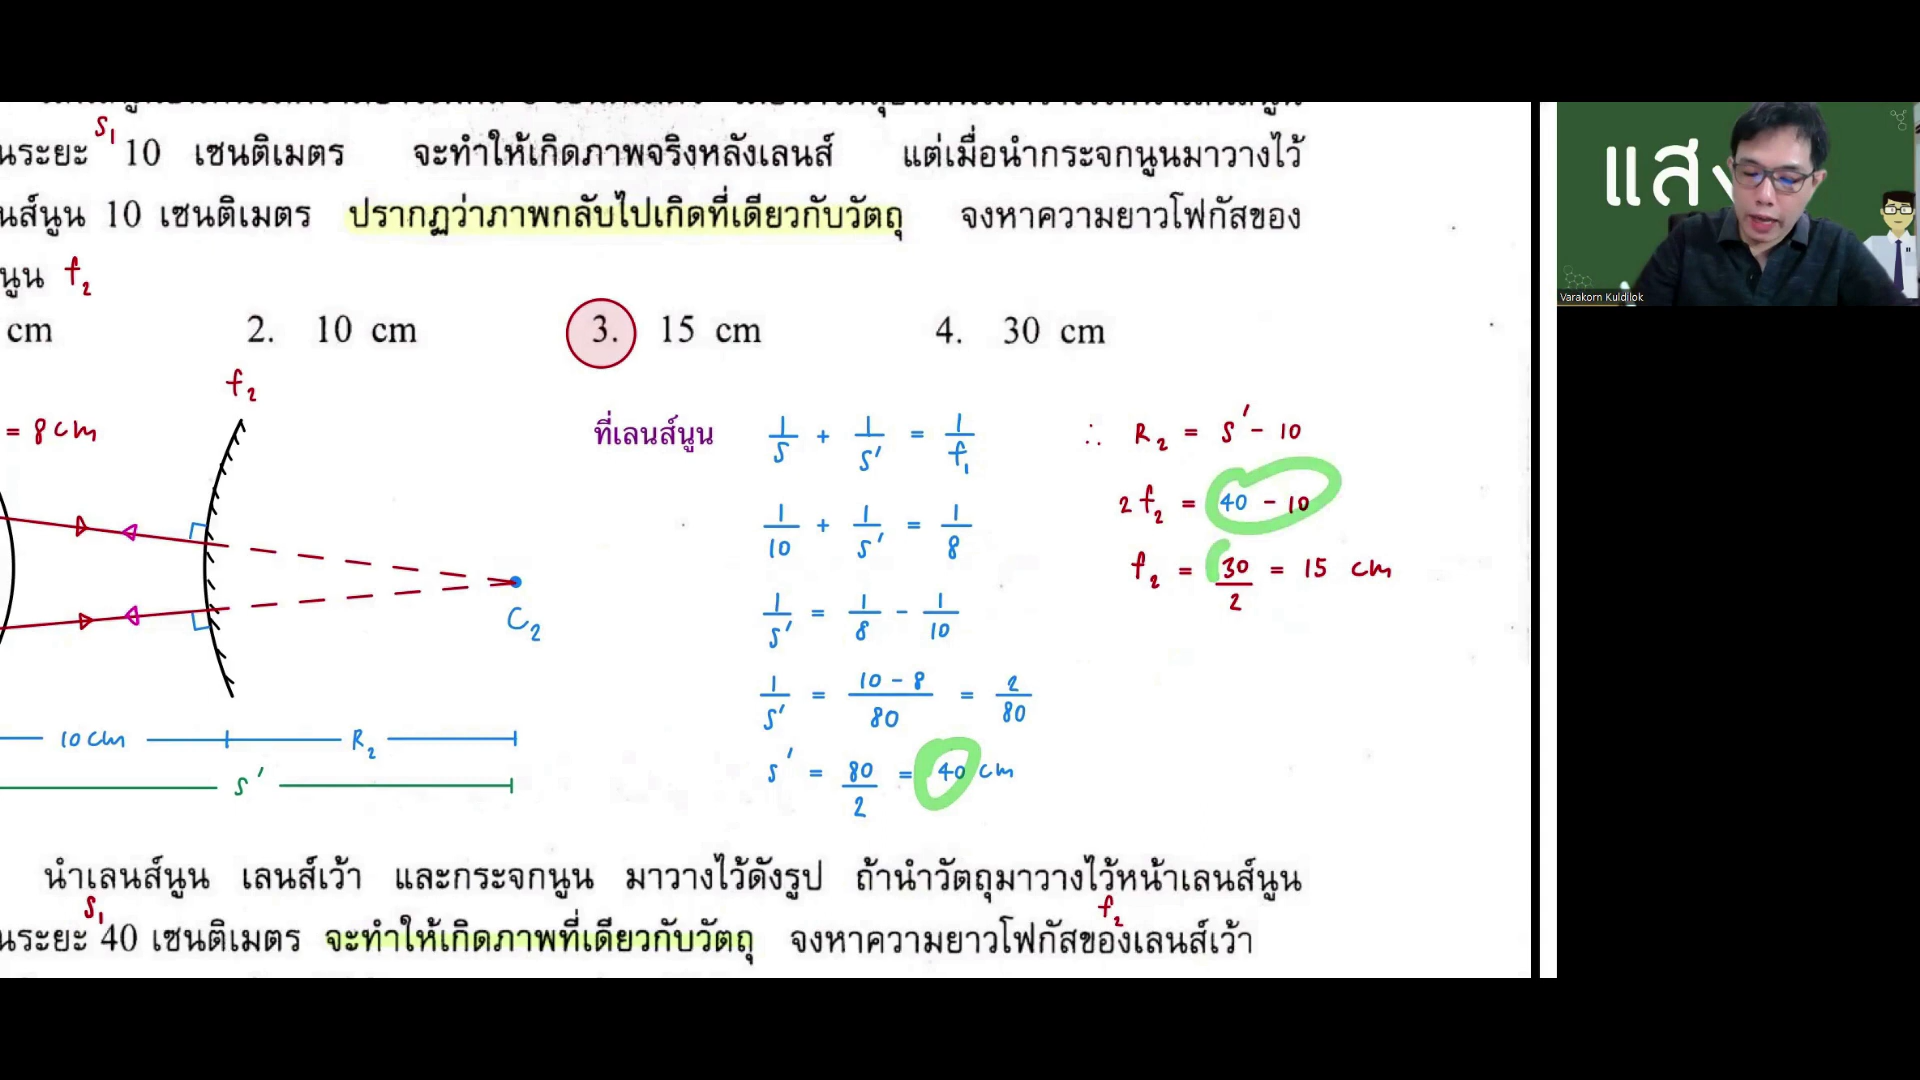 นระยะ 10 เซนติเมตร จะทำให้เกิดภาพจริงหลังเลนส์ แต่เมื่อนำกระจกนูนมาวางไว้
s₁
นส์นูน 10 เซนติเมตร ปรากฏว่าภาพกลับไปเกิดที่เดียวกับวัตถุ จงหาความยาวโฟกัสของ
นูน f₂
cm 2. 10 cm 3. 15 cm 4. 30 cm
f₂
= 8 cm
C₂
10 cm R₂
s'
ที่เลนส์นูน 1/s + 1/s' = 1/f₁
1/10 + 1/s' = 1/8
1/s' = 1/8 - 1/10
1/s' = 10 - 8/80 = 2/80
s' = 80/2 = 40 cm
∴ R₂ = s' - 10
2f₂ = 40 - 10
f₂ = 30/2 = 15 cm
นำเลนส์นูน เลนส์เว้า และกระจกนูน มาวางไว้ดังรูป ถ้านำวัตถุมาวางไว้หน้าเลนส์นูน
s₁ f₂
นระยะ 40 เซนติเมตร จะทำให้เกิดภาพที่เดียวกับวัตถุ จงหาความยาวโฟกัสของเลนส์เว้า
แส
Varakorn Kuldilok